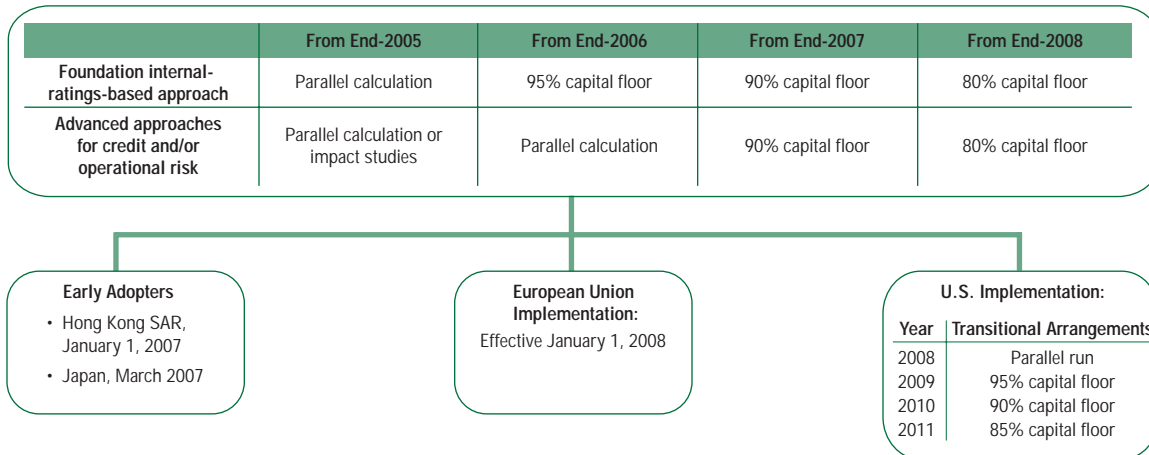 From End-2005 From End-2006 From End-2007 From End-2008
Foundation internal-
ratings-based approach
Parallel calculation 95% capital floor 90% capital floor 80% capital floor
Advanced approaches
for credit and/or
operational risk
Parallel calculation or
impact studies
Parallel calculation 90% capital floor 80% capital floor
Early Adopters
• Hong Kong SAR,
January 1, 2007
• Japan, March 2007
European Union
Implementation:
Effective January 1, 2008
U.S. Implementation:
Year Transitional Arrangements
2008 Parallel run
2009 95% capital floor
2010 90% capital floor
2011 85% capital floor